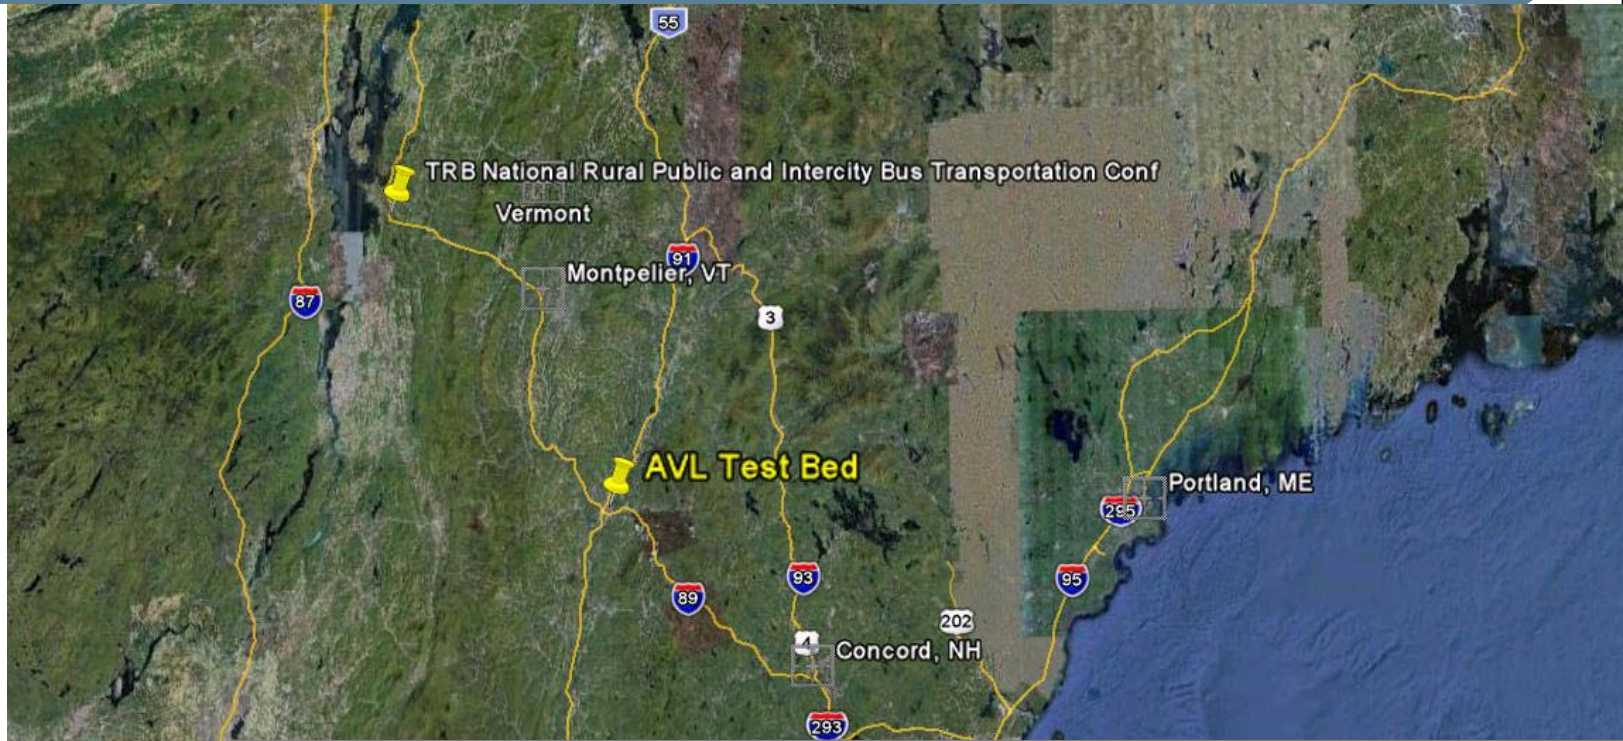 55
TRB National Rural Public and Intercity Bus Transportation Conf
Vermont
91
Montpelier, VT
87
3
AVL Test Bed
Portland, ME
295
93
95
89
202
4
Concord, NH
293